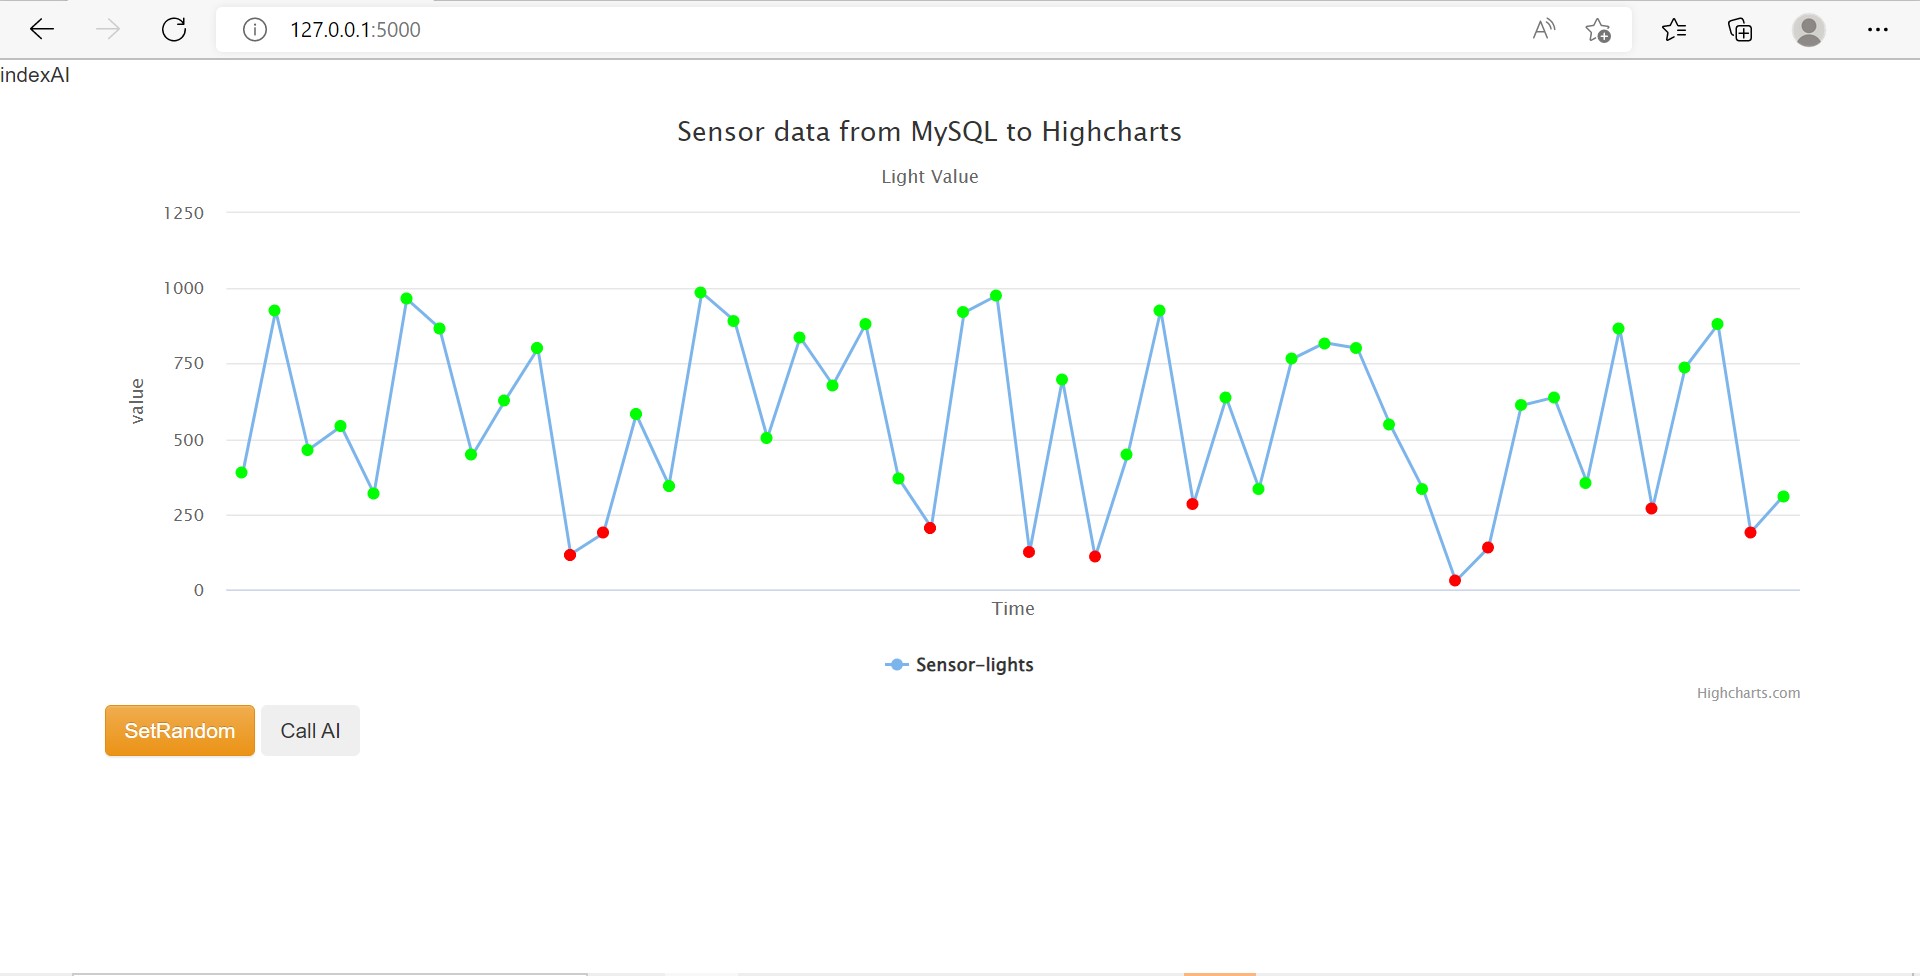 127.0.0.1:5000
indexAI
Sensor data from MySQL to Highcharts
Light Value
1250
1000
750
500
250
0
value
Time
Sensor-lights
Highcharts.com
SetRandom
Call AI